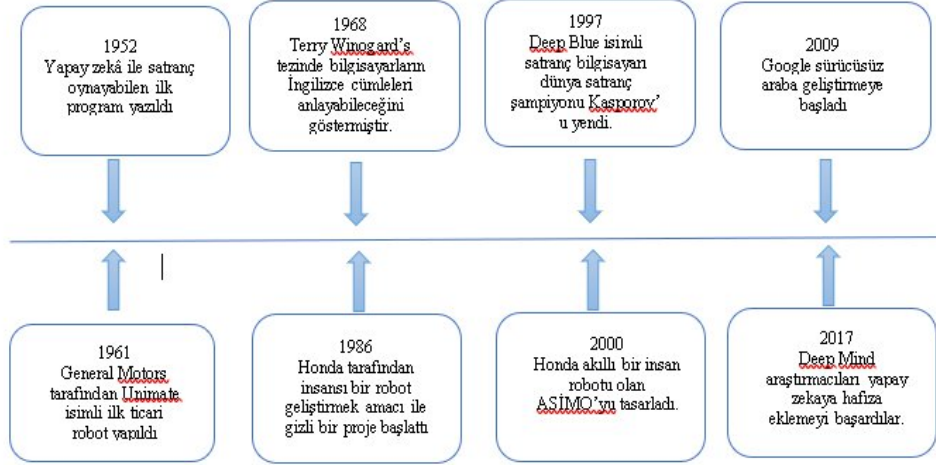 1952
Yapay zekâ ile satranç
oynayabilen ilk
program yazıldı
1968
Terry Winogard’s
tezinde bilgisayarların
İngilizce cümleleri
anlayabileceğini
göstermiştir.
1997
Deep Blue isimli
satranç bilgisayarı
dünya satranç
şampiyonu Kasporov’
u yendi.
2009
Google sürücüsüz
araba geliştirmeye
başladı
1961
General Motors
tarafından Unimate
isimli ilk ticari
robot yapıldı
1986
Honda tarafından
insansı bir robot
geliştirmek amacı ile
gizli bir proje başlattı
2000
Honda akıllı bir insan
robotu olan
ASİMO’yu tasarladı.
2017
Deep Mind
araştırmacıları yapay
zekaya hafıza
eklemeyi başardılar.